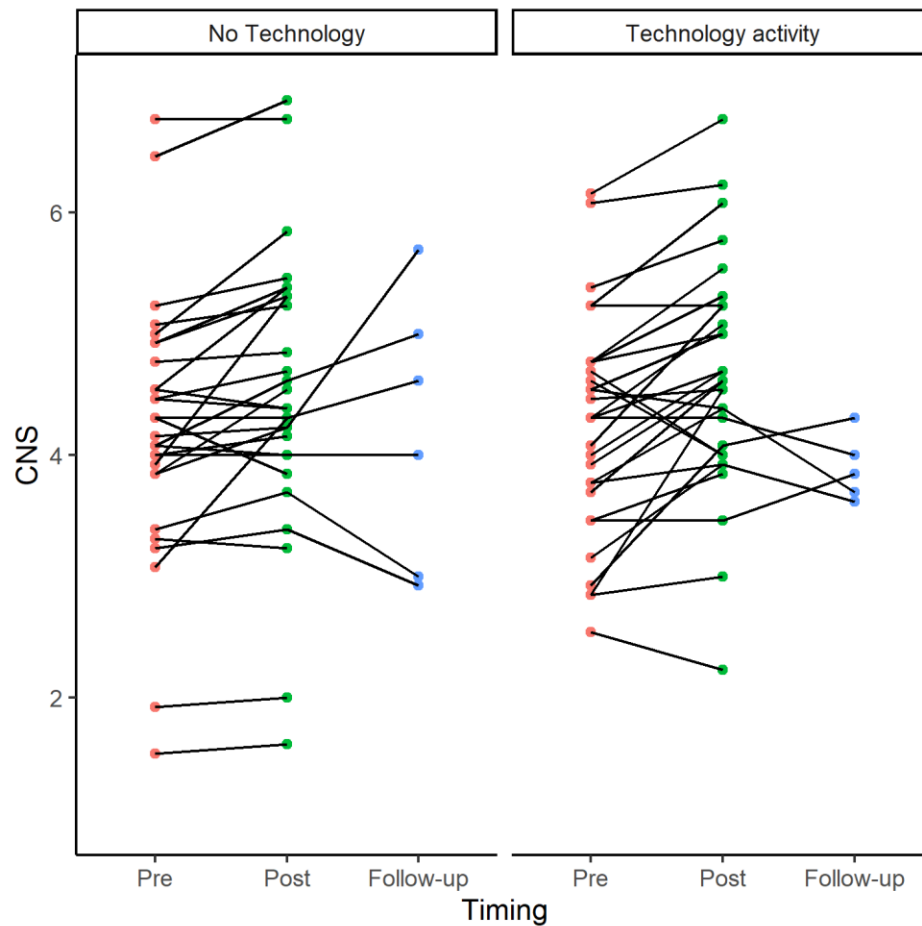 No Technology
Technology activity
6
4
2
CNS
Pre
Post
Follow-up
Pre
Post
Follow-up
Timing